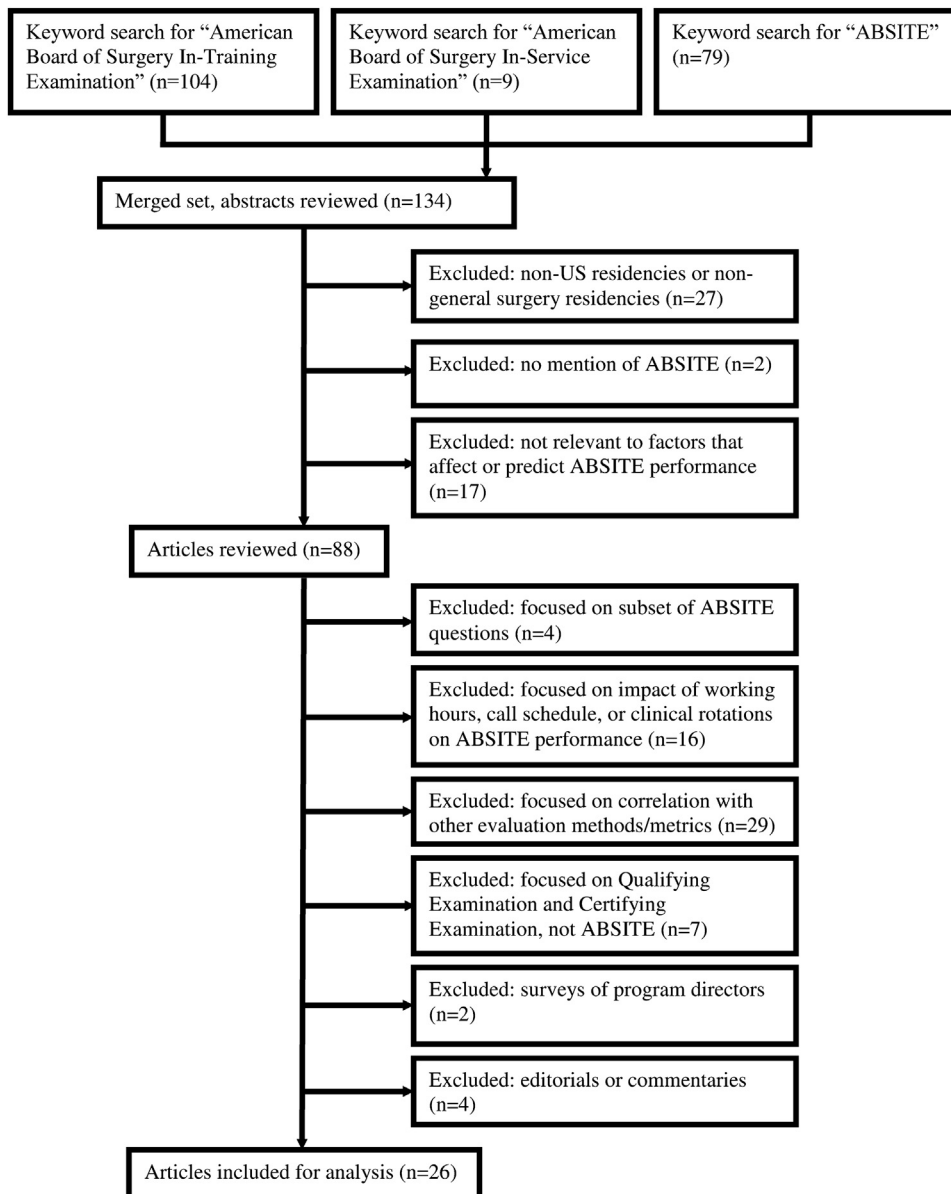 Keyword search for “American
Board of Surgery In-Training
Examination” (n=104)
Keyword search for “American
Board of Surgery In-Service
Examination” (n=9)
Keyword search for “ABSITE”
(n=79)
Merged set, abstracts reviewed (n=134)
Excluded: non-US residencies or non-
general surgery residencies (n=27)
Excluded: no mention of ABSITE (n=2)
Excluded: not relevant to factors that
affect or predict ABSITE performance
(n=17)
Articles reviewed (n=88)
Excluded: focused on subset of ABSITE
questions (n=4)
Excluded: focused on impact of working
hours, call schedule, or clinical rotations
on ABSITE performance (n=16)
Excluded: focused on correlation with
other evaluation methods/metrics (n=29)
Excluded: focused on Qualifying
Examination and Certifying
Examination, not ABSITE (n=7)
Excluded: surveys of program directors
(n=2)
Excluded: editorials or commentaries
(n=4)
Articles included for analysis (n=26)